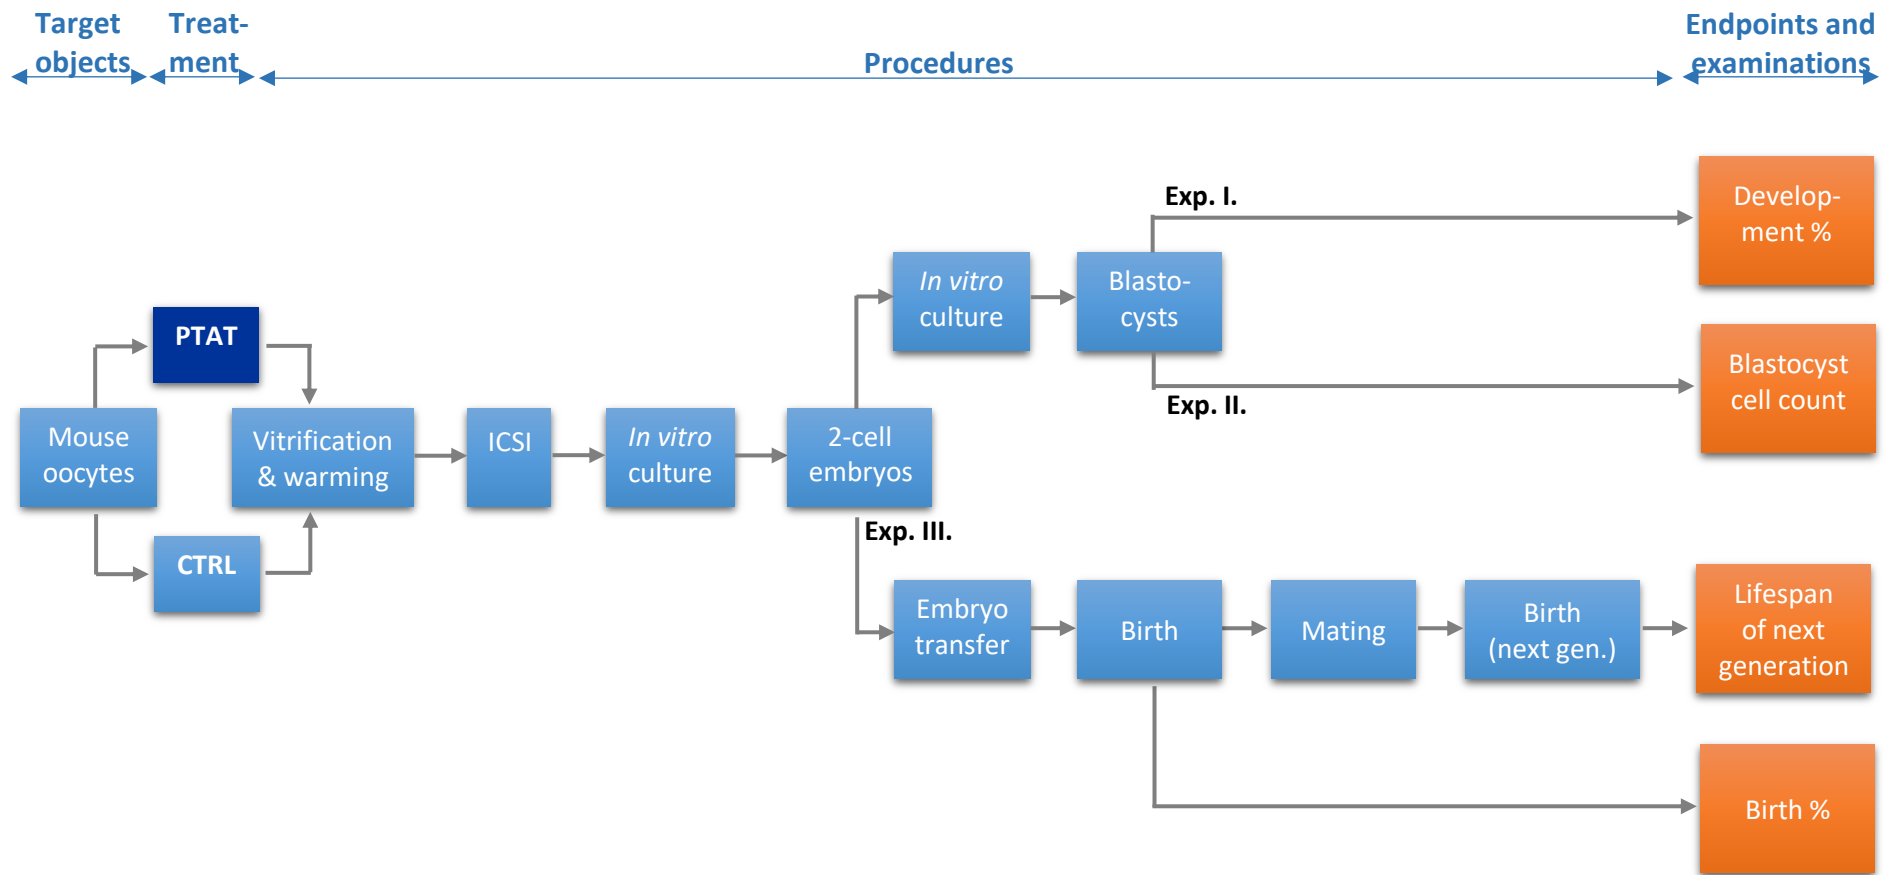 Target
objects
Treat-
ment
Procedures
Endpoints and
examinations
Mouse
oocytes
PTAT
CTRL
Vitrification
& warming
ICSI
In vitro
culture
2-cell
embryos
In vitro
culture
Blasto-
cysts
Exp. I.
Develop-
ment %
Exp. II.
Blastocyst
cell count
Exp. III.
Embryo
transfer
Birth
Mating
Birth
(next gen.)
Lifespan
of next
generation
Birth %